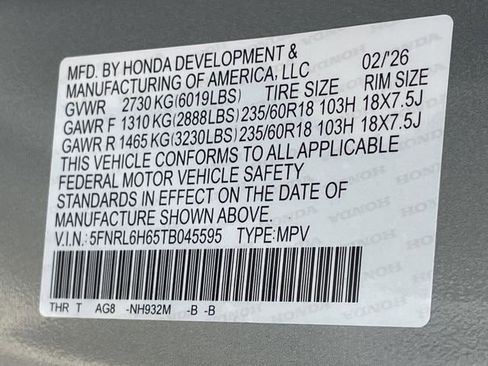 MFD. BY HONDA DEVELOPMENT & 02/'26
MANUFACTURING OF AMERICA, LLC
GVWR 2730 KG(6019LBS) TIRE SIZE RIM SIZE
GAWR F 1310 KG(2888LBS) 235/60R18 103H 18X7.5J
GAWR R 1465 KG(3230LBS) 235/60R18 103H 18X7.5J
THIS VEHICLE CONFORMS TO ALL APPLICABLE
FEDERAL MOTOR VEHICLE SAFETY
STANDARDS IN EFFECT ON THE DATE OF
MANUFACTURE SHOWN ABOVE.
V.I.N.: 5FNRL6H65TB045595 TYPE: MPV
THR T AG8 -NH932M -B -B